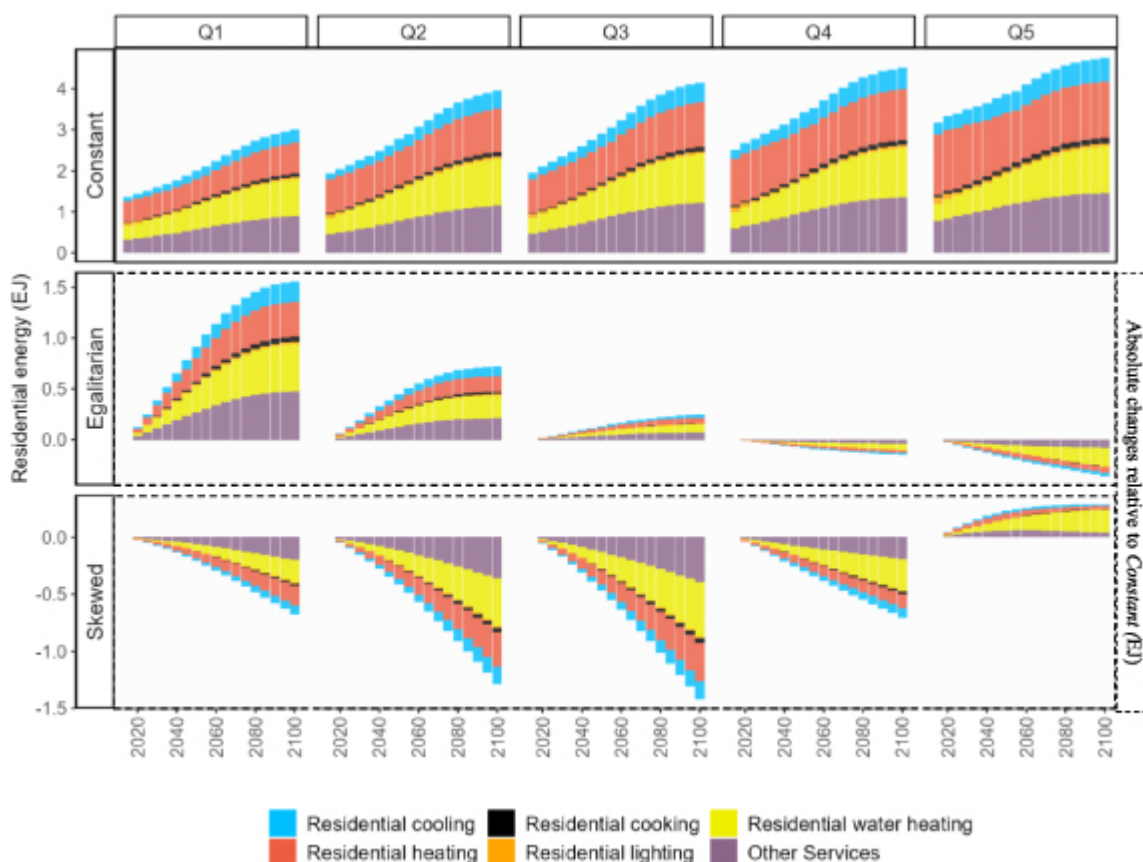 Q1 Q2 Q3 Q4 Q5
Constant
4
3
2
1
0
Residential energy (EJ)
Egalitarian
1.5
1.0
0.5
0.0
Absolute changes relative to Constant (EJ)
Skewed
0.0
-0.5
-1.0
-1.5
2020 2040 2060 2080 2100 2020 2040 2060 2080 2100 2020 2040 2060 2080 2100 2020 2040 2060 2080 2100 2020 2040 2060 2080 2100
Residential cooling Residential cooking Residential water heating
Residential heating Residential lighting Other Services